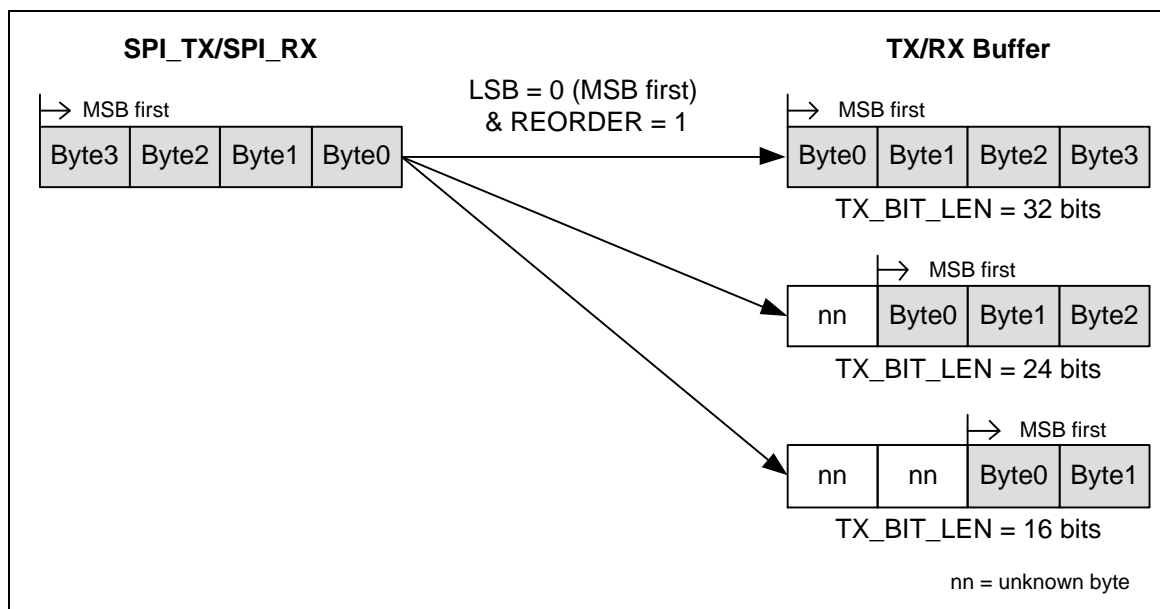 SPI_TX/SPI_RX
TX/RX Buffer
LSB = 0 (MSB first)
& REORDER = 1
MSB first
Byte3 Byte2 Byte1 Byte0
MSB first
Byte0 Byte1 Byte2 Byte3
TX_BIT_LEN = 32 bits
MSB first
nn Byte0 Byte1 Byte2
TX_BIT_LEN = 24 bits
MSB first
nn nn Byte0 Byte1
TX_BIT_LEN = 16 bits
nn = unknown byte